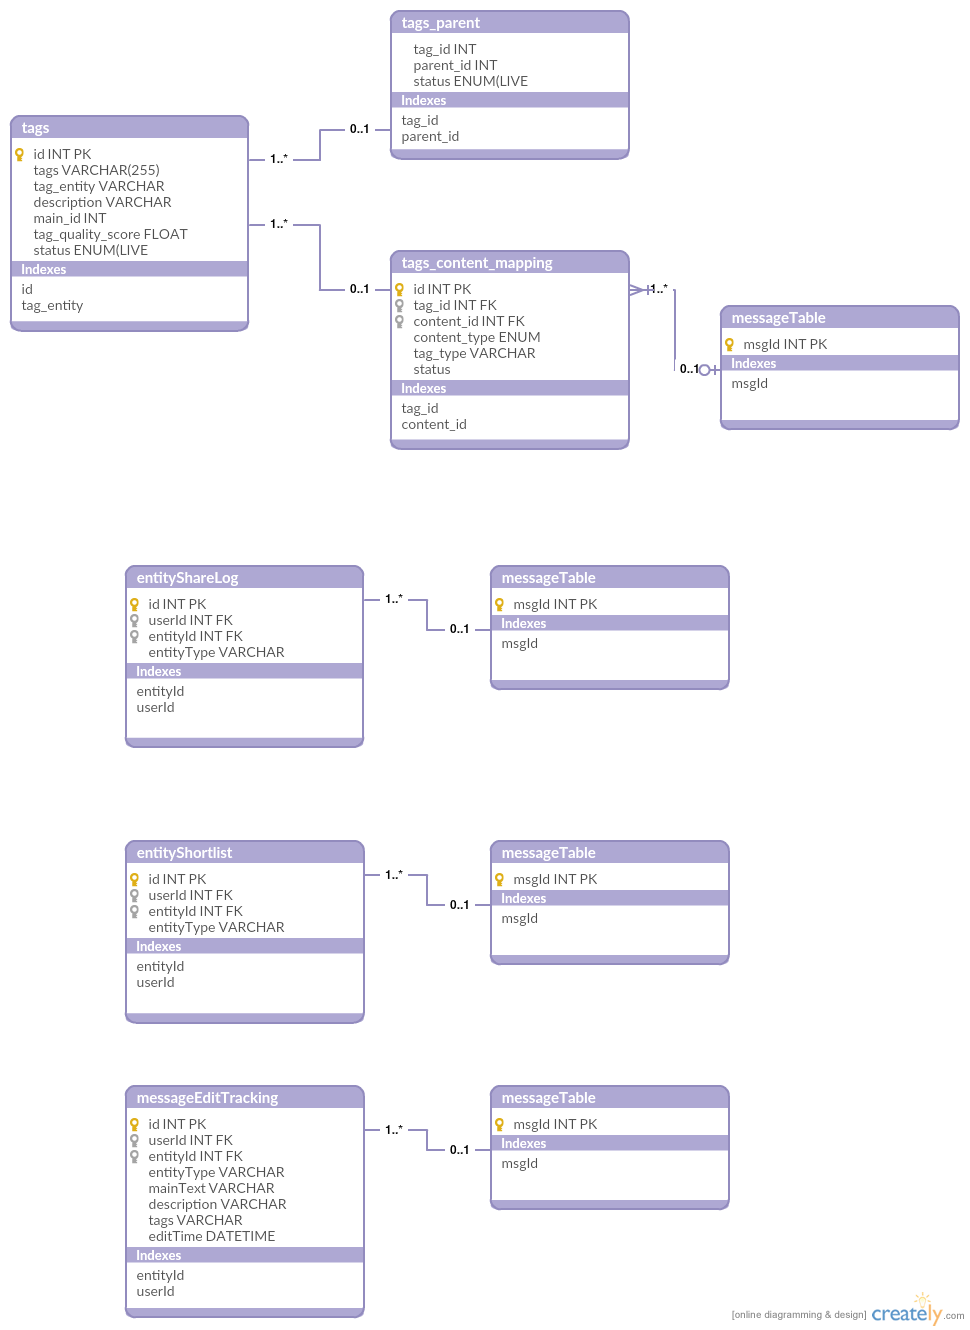 tags_parent
tag_id INT
parent_id INT
status ENUM(LIVE
Indexes
tag_id
parent_id
tags
id INT PK
tags VARCHAR(255)
tag_entity VARCHAR
description VARCHAR
main_id INT
tag_quality_score FLOAT
status ENUM(LIVE
Indexes
id
tag_entity
1..*
0..1
1..*
0..1
tags_content_mapping
id INT PK
tag_id INT FK
content_id INT FK
content_type ENUM
tag_type VARCHAR
status
Indexes
tag_id
content_id
1..*
0..1
messageTable
msgId INT PK
Indexes
msgId
entityShareLog
id INT PK
userId INT FK
entityId INT FK
entityType VARCHAR
Indexes
entityId
userId
1..*
0..1
messageTable
msgId INT PK
Indexes
msgId
entityShortlist
id INT PK
userId INT FK
entityId INT FK
entityType VARCHAR
Indexes
entityId
userId
1..*
0..1
messageTable
msgId INT PK
Indexes
msgId
messageEditTracking
id INT PK
userId INT FK
entityId INT FK
entityType VARCHAR
mainText VARCHAR
description VARCHAR
tags VARCHAR
editTime DATETIME
Indexes
entityId
userId
1..*
0..1
messageTable
msgId INT PK
Indexes
msgId
[online diagramming & design] creately.com